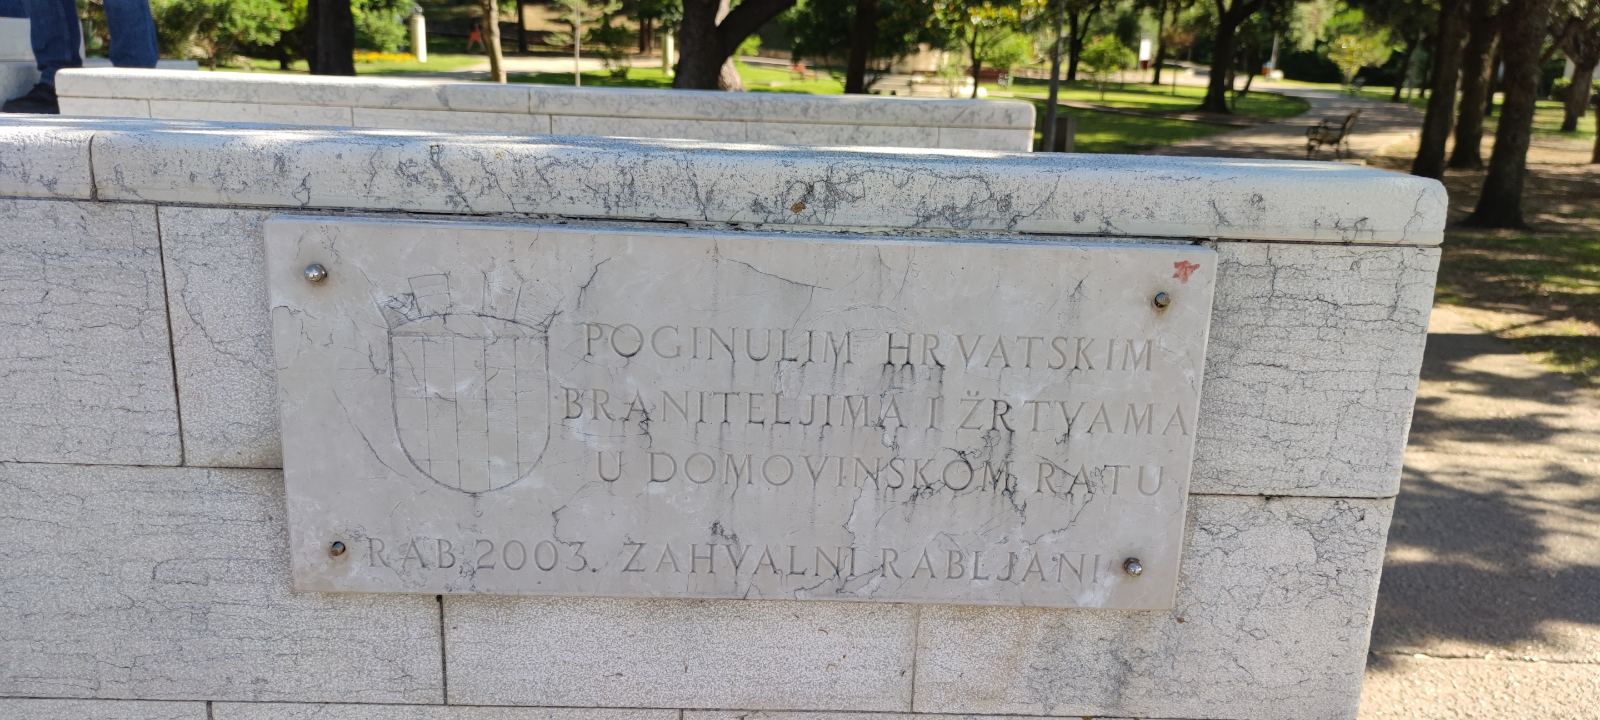 POGINULIM HRVATSKIM
BRANITELJIMA I ŽRTVAMA
U DOMOVINSKOM RATU
RAB 2003. ZAHVALNI RABLJANI